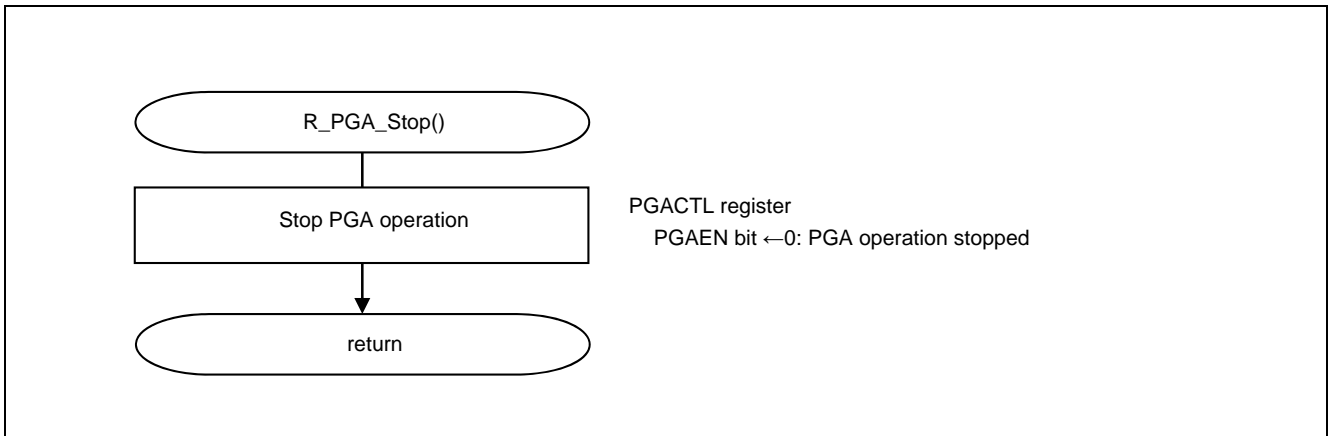 R_PGA_Stop()
Stop PGA operation
PGACTL register
PGAEN bit ←0: PGA operation stopped
return